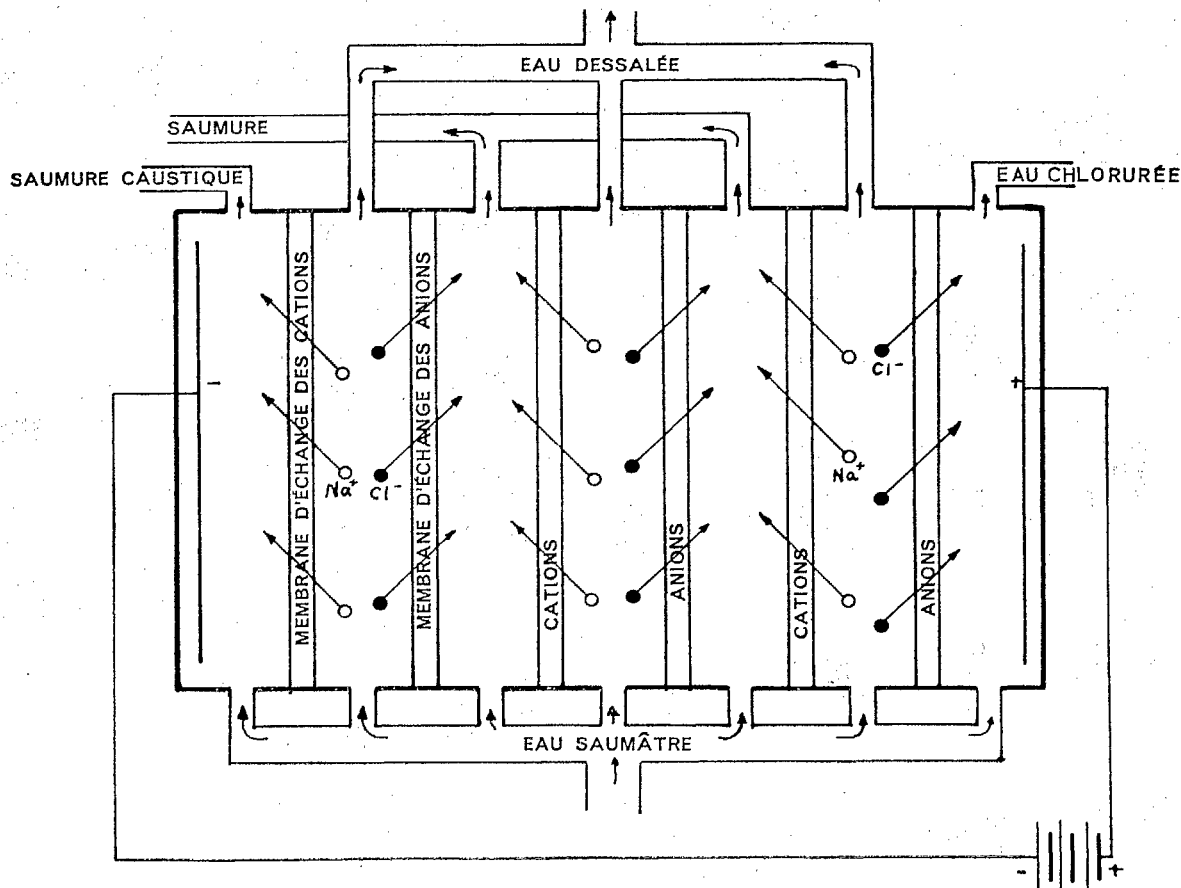 EAU DESSALÉE
SAUMURE
SAUMURE CAUSTIQUE
EAU CHLORURÉE
MEMBRANE D'ÉCHANGE DES CATIONS
MEMBRANE D'ÉCHANGE DES ANIONS
CATIONS
ANIONS
CATIONS
ANIONS
Cl⁻
-
+
Na⁺
Cl⁻
Na⁺
EAU SAUMÂTRE
-
+